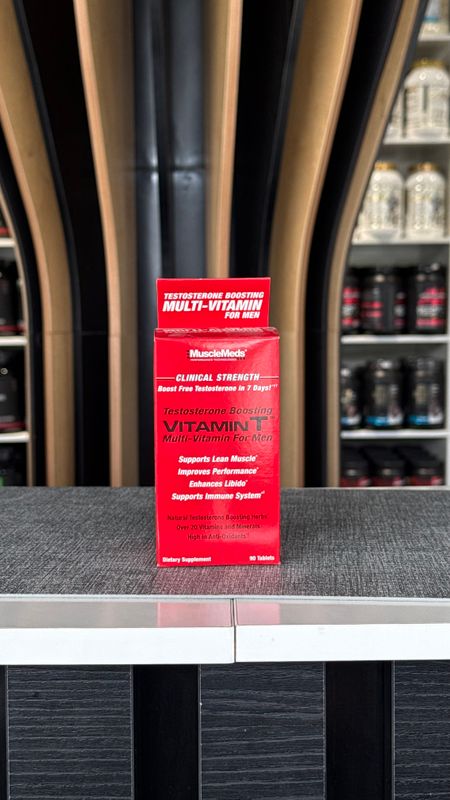 TESTOSTERONE BOOSTING
MULTI-VITAMIN
FOR MEN
MuscleMeds
CLINICAL STRENGTH
Boost Free Testosterone in 7 Days!
Testosterone Boosting
VITAMIN T
Multi-Vitamin For Men
Supports Lean Muscle*
Improves Performance*
Enhances Libido*
Supports Immune System*
Natural Testosterone Boosting Herbs
Over 20 Vitamins and Minerals
High in Anti-Oxidants
Dietary Supplement 90 Tablets